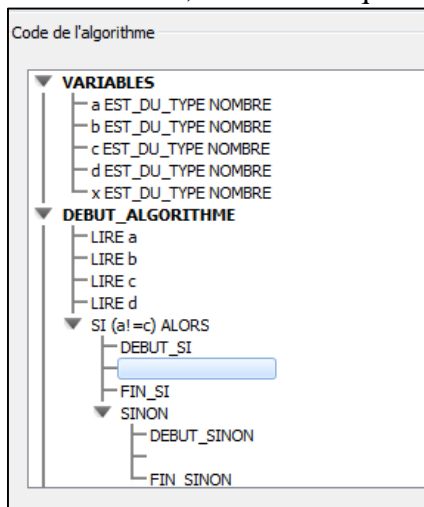 Code de l'algorithme
VARIABLES
a EST_DU_TYPE NOMBRE
b EST_DU_TYPE NOMBRE
c EST_DU_TYPE NOMBRE
d EST_DU_TYPE NOMBRE
x EST_DU_TYPE NOMBRE
DEBUT_ALGORITHME
LIRE a
LIRE b
LIRE c
LIRE d
SI (a!=c) ALORS
DEBUT_SI
FIN_SI
SINON
DEBUT_SINON
FIN_SINON